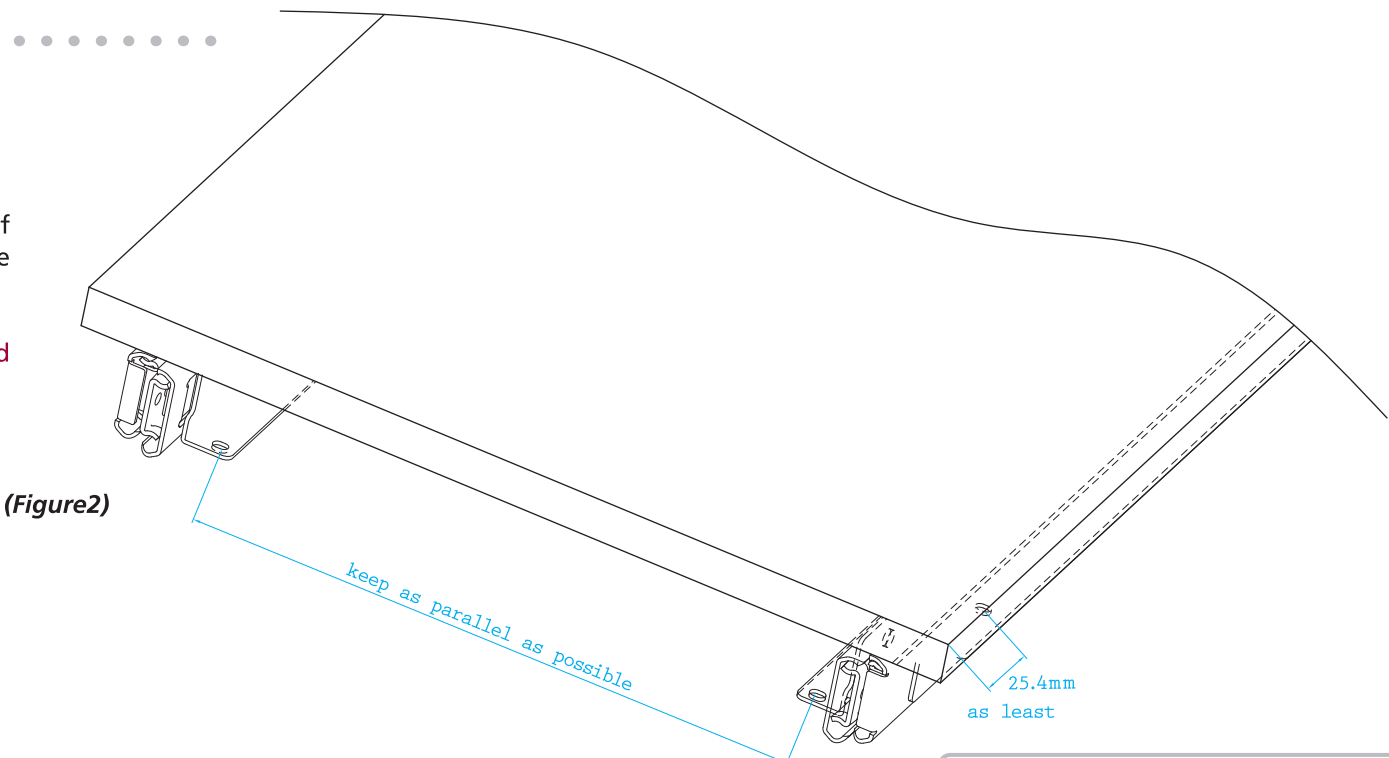 f
e
d
(Figure2)
keep as parallel as possible
25.4mm
as least